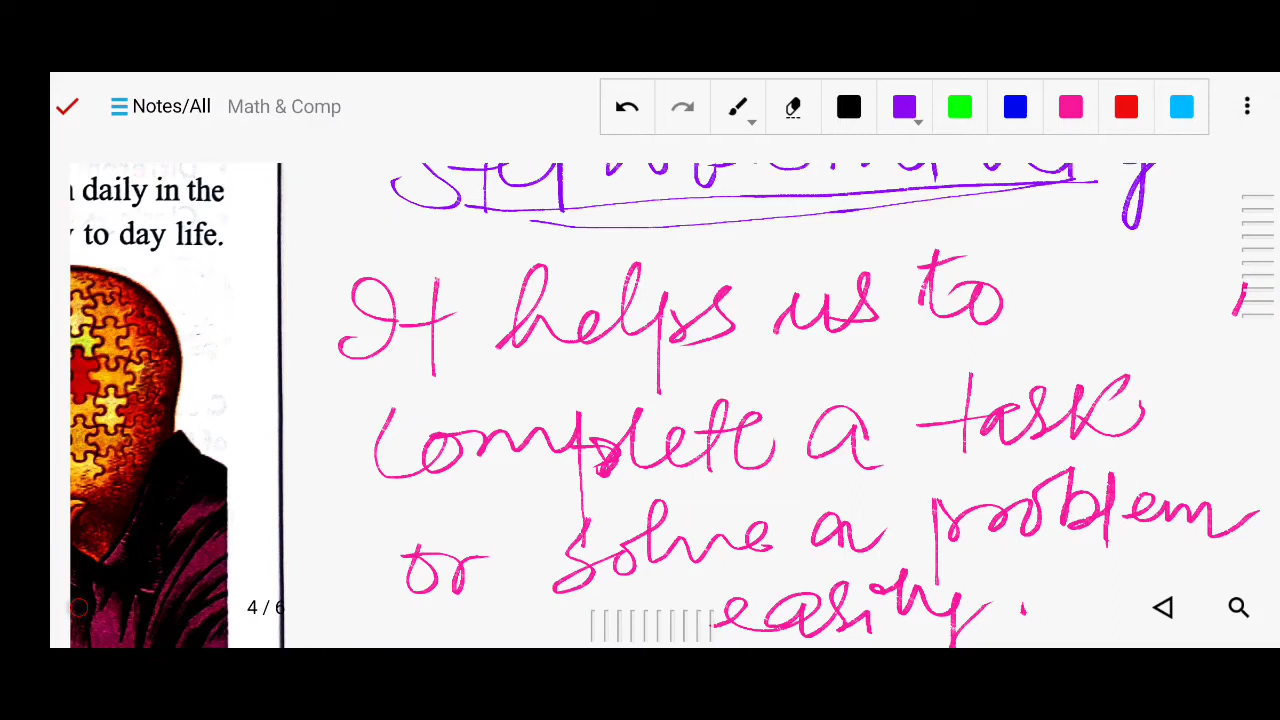 Notes/All Math & Comp
daily in the
to day life.
It helps us to
complete a task
or solve a problem
easily.
4 / 6